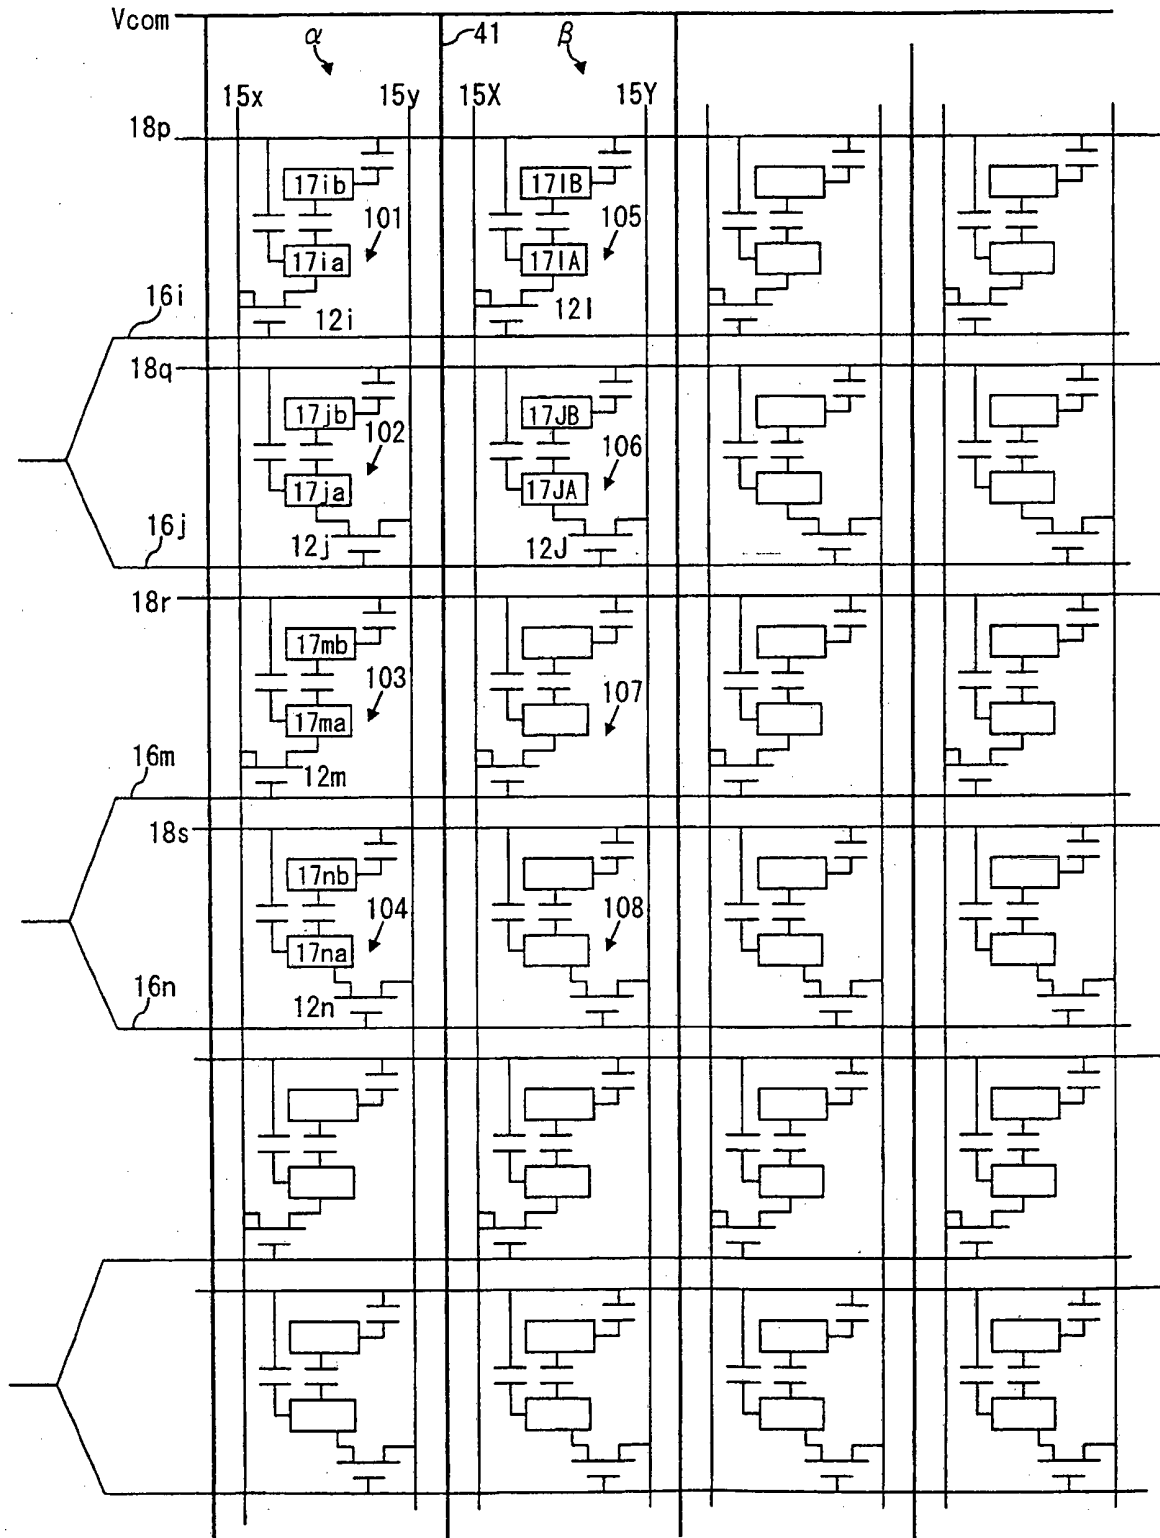 Vcom
α
41
β
15x
15y
15X
15Y
18p
17ib
17IB
101
105
17ia
17IA
16i
12i
12I
18q
17jb
17JB
102
106
17ja
17JA
16j
12j
12J
18r
17mb
103
107
17ma
16m
12m
18s
17nb
104
108
17na
16n
12n